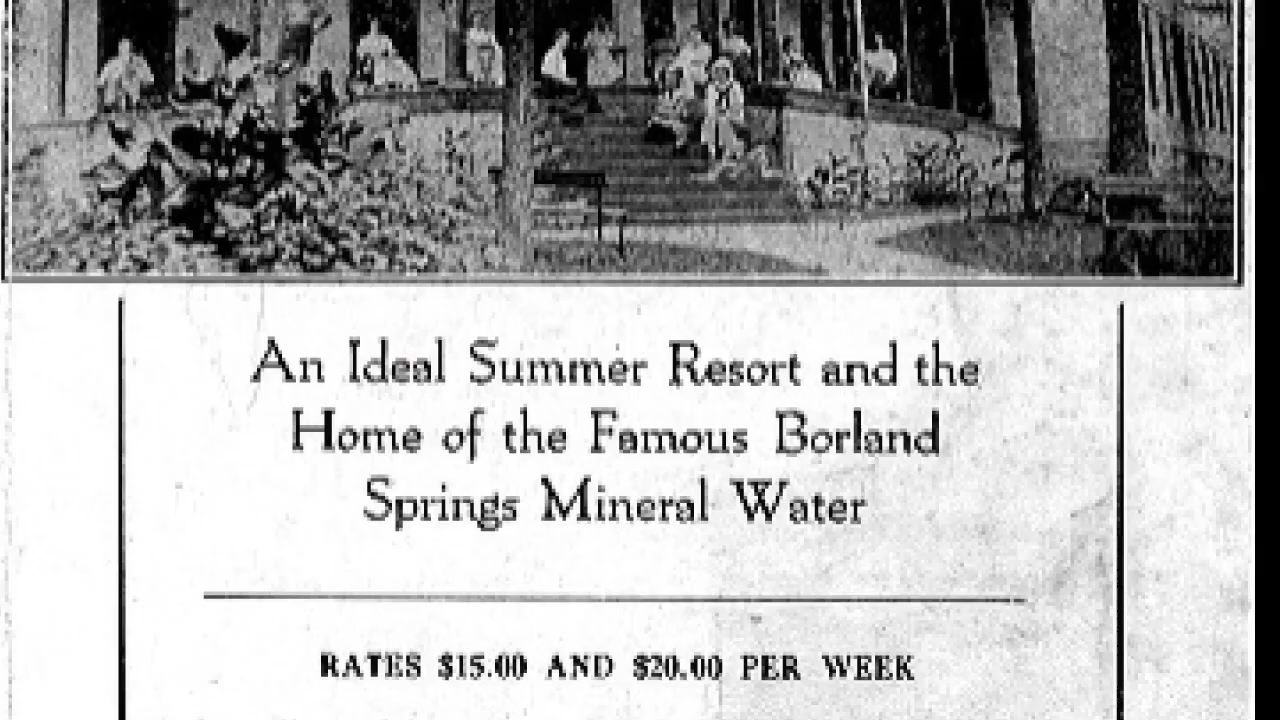 An Ideal Summer Resort and the
Home of the Famous Borland
Springs Mineral Water
RATES $15.00 AND $20.00 PER WEEK